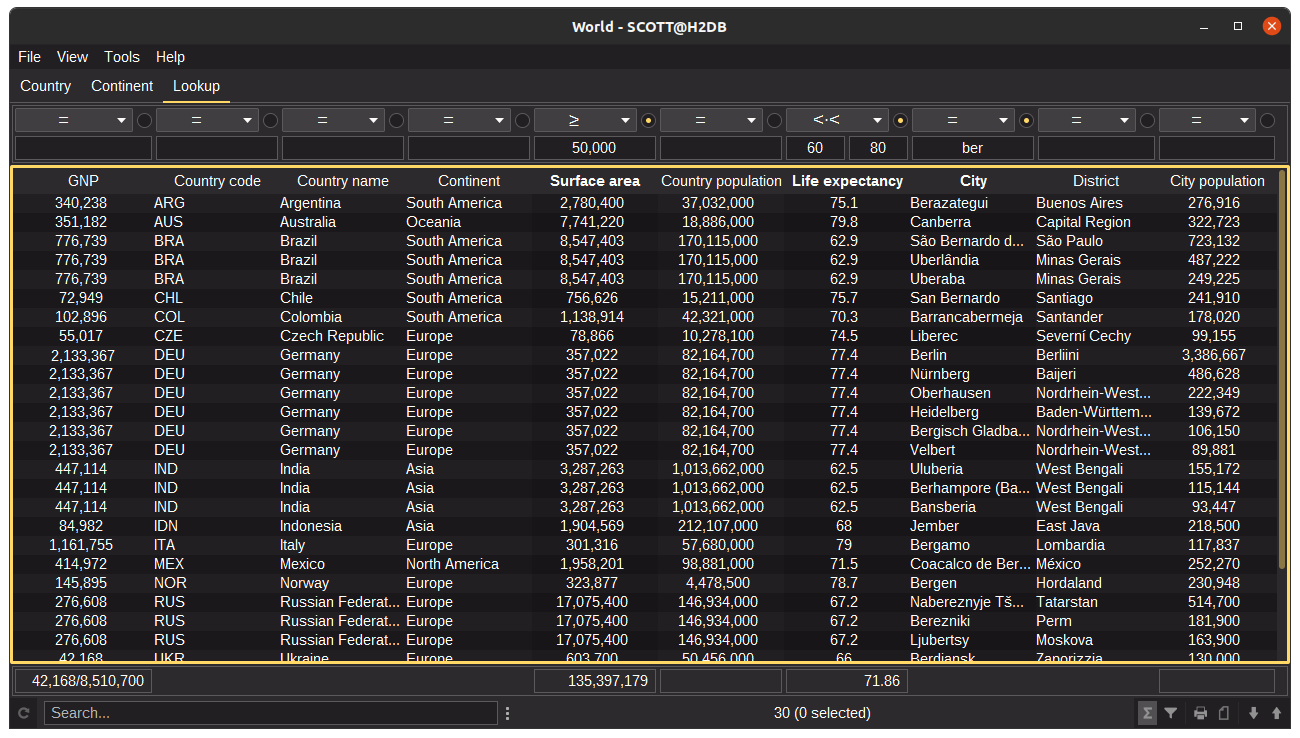 World - SCOTT@H2DB
File View Tools Help
Country Continent Lookup
= = = = ≥ = <·< = = =
50,000 60 80 ber
GNP Country code Country name Continent Surface area Country population Life expectancy City District City population
340,238 ARG Argentina South America 2,780,400 37,032,000 75.1 Berazategui Buenos Aires 276,916
351,182 AUS Australia Oceania 7,741,220 18,886,000 79.8 Canberra Capital Region 322,723
776,739 BRA Brazil South America 8,547,403 170,115,000 62.9 São Bernardo d... São Paulo 723,132
776,739 BRA Brazil South America 8,547,403 170,115,000 62.9 Uberlândia Minas Gerais 487,222
776,739 BRA Brazil South America 8,547,403 170,115,000 62.9 Uberaba Minas Gerais 249,225
72,949 CHL Chile South America 756,626 15,211,000 75.7 San Bernardo Santiago 241,910
102,896 COL Colombia South America 1,138,914 42,321,000 70.3 Barrancabermeja Santander 178,020
55,017 CZE Czech Republic Europe 78,866 10,278,100 74.5 Liberec Severní Cechy 99,155
2,133,367 DEU Germany Europe 357,022 82,164,700 77.4 Berlin Berliini 3,386,667
2,133,367 DEU Germany Europe 357,022 82,164,700 77.4 Nürnberg Baijeri 486,628
2,133,367 DEU Germany Europe 357,022 82,164,700 77.4 Oberhausen Nordrhein-West... 222,349
2,133,367 DEU Germany Europe 357,022 82,164,700 77.4 Heidelberg Baden-Württem... 139,672
2,133,367 DEU Germany Europe 357,022 82,164,700 77.4 Bergisch Gladba... Nordrhein-West... 106,150
2,133,367 DEU Germany Europe 357,022 82,164,700 77.4 Velbert Nordrhein-West... 89,881
447,114 IND India Asia 3,287,263 1,013,662,000 62.5 Uluberia West Bengali 155,172
447,114 IND India Asia 3,287,263 1,013,662,000 62.5 Berhampore (Ba... West Bengali 115,144
447,114 IND India Asia 3,287,263 1,013,662,000 62.5 Bansberia West Bengali 93,447
84,982 IDN Indonesia Asia 1,904,569 212,107,000 68 Jember East Java 218,500
1,161,755 ITA Italy Europe 301,316 57,680,000 79 Bergamo Lombardia 117,837
414,972 MEX Mexico North America 1,958,201 98,881,000 71.5 Coacalco de Ber... México 252,270
145,895 NOR Norway Europe 323,877 4,478,500 78.7 Bergen Hordaland 230,948
276,608 RUS Russian Federat... Europe 17,075,400 146,934,000 67.2 Nabereznyje Tš... Tatarstan 514,700
276,608 RUS Russian Federat... Europe 17,075,400 146,934,000 67.2 Berezniki Perm 181,900
276,608 RUS Russian Federat... Europe 17,075,400 146,934,000 67.2 Ljubertsy Moskova 163,900
42,168 UKR Ukraine Europe 603,700 50,456,000 66 Berdjansk Zaporizzja 130,000
42,168/8,510,700 135,397,179 71.86
Search... 30 (0 selected) Σ